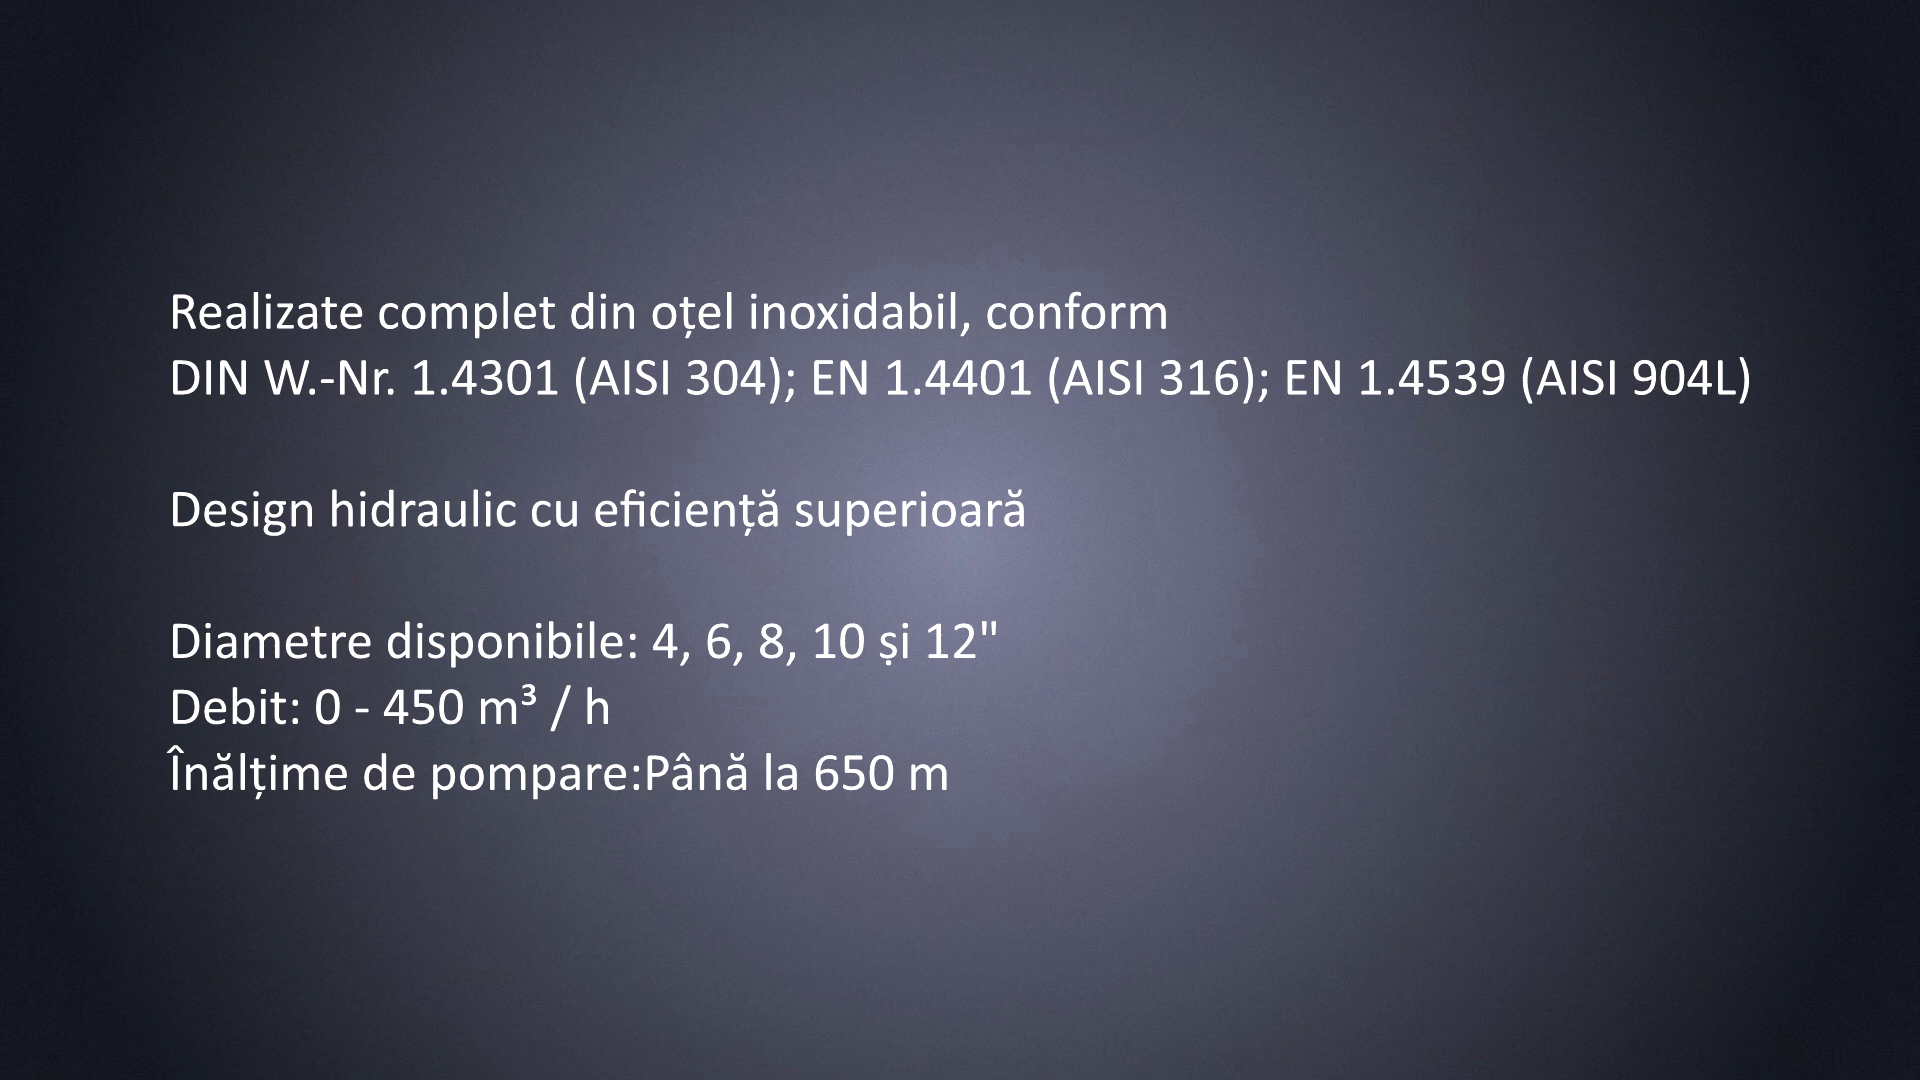 Realizate complet din oțel inoxidabil, conform
DIN W.-Nr. 1.4301 (AISI 304); EN 1.4401 (AISI 316); EN 1.4539 (AISI 904L)
Design hidraulic cu eficiență superioară
Diametre disponibile: 4, 6, 8, 10 și 12"
Debit: 0 - 450 m³ / h
Înălțime de pompare:Până la 650 m